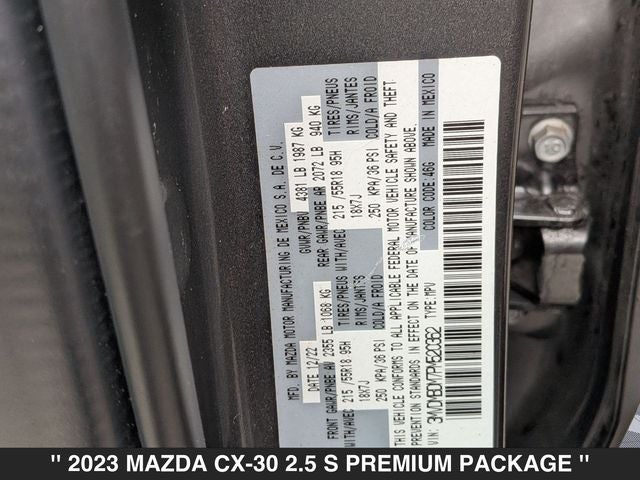 MFD. BY MAZDA MOTOR MANUFACTURING DE MEXICO S.A. DE C.V.
DATE 12/22 GVWR/PNBV 4381 LB 1987 KG
FRONT GAWR/PNBE AV 2355 LB 1068 KG REAR GAWR/PNBE AR 2072 LB 940 KG
TIRES/PNEUS WITH/AVEC TIRES/PNEUS
215 /55R18 95H 215 /55R18 95H
RIMS/JANTES RIMS/JANTES
18X7J 18X7J
COLD/A FROID COLD/A FROID
250 KPA/36 PSI 250 KPA/36 PSI
CONFORMS TO ALL APPLICABLE FEDERAL MOTOR VEHICLE SAFETY AND THEFT
PREVENTION STANDARDS IN EFFECT ON THE DATE OF MANUFACTURE SHOWN ABOVE.
VIN: TYPE: MPV COLOR CODE: 46G MADE IN MEXICO
" 2023 MAZDA CX-30 2.5 S PREMIUM PACKAGE "